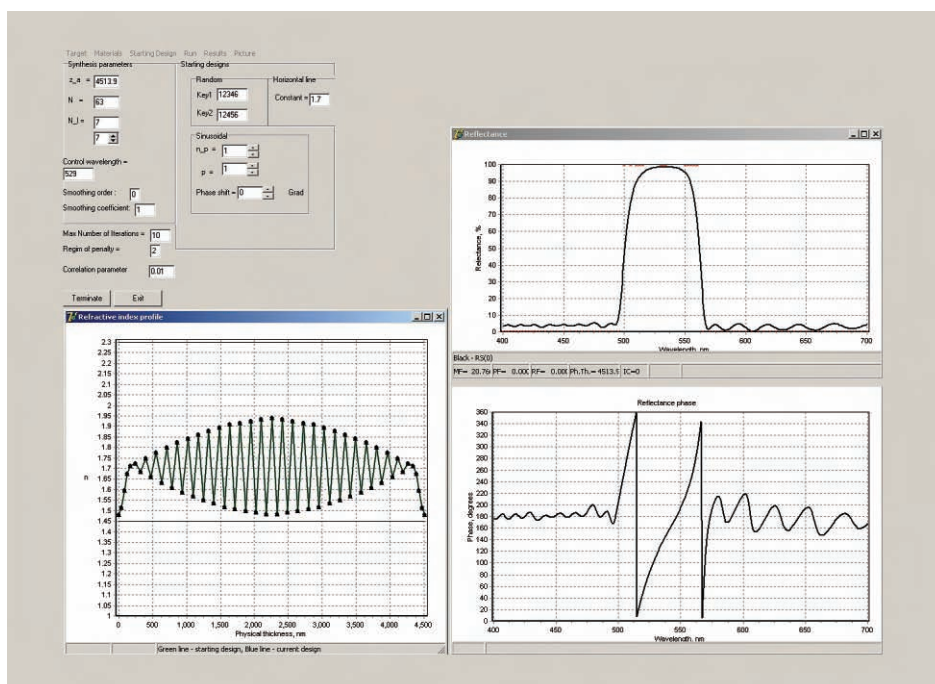 Target Materials Starting Design Run Results Picture
Synthesis parameters
z_a = 4513.9
N = 63
N_l = 7
7
Control wavelength =
529
Smoothing order : 0
Smoothing coefficient: 1
Max Number of Iterations = 10
Regim of penalty = 2
Correlation parameter 0.01
Terminate Exit
Starting designs
Random
Key1 12346
Key2 12456
Horizontal line
Constant = 1.7
Sinusoidal
n_p = 1
p = 1
Phase shift = 0 Grad
Reflectance
100
90
80
70
60
50
40
30
20
10
0
Relectance, %
400 450 500 550 600 650 700
Wavelength, nm
Black - RS(0)
MF= 20.76 PF= 0.00 RF= 0.00 Ph.Th.= 4513.9 IC=0
Refractive index profile
2.3
2.25
2.2
2.15
2.1
2.05
2
1.95
1.9
1.85
1.8
1.75
1.7
1.65
1.6
1.55
1.5
1.45
1.4
1.35
1.3
1.25
1.2
1.15
1.1
1.05
1
n
0 500 1,000 1,500 2,000 2,500 3,000 3,500 4,000 4,500
Physical thickness, nm
Green line - starting design, Blue line - current design
Reflectance phase
360
340
320
300
280
260
240
220
200
180
160
140
120
100
80
60
40
20
0
Phase, degrees
400 450 500 550 600 650 700
Wavelength, nm